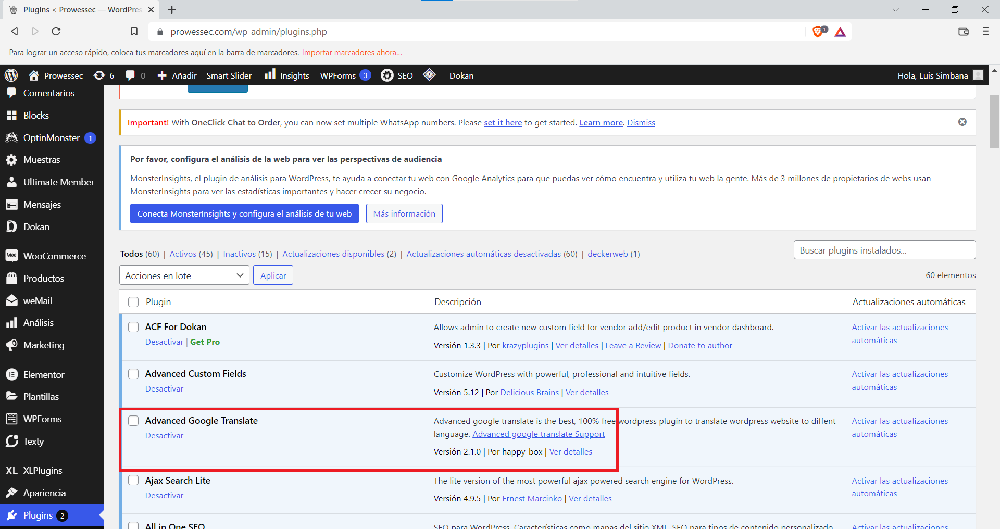 Plugins < Prowessec — WordPres
prowessec.com/wp-admin/plugins.php
1
Para lograr un acceso rápido, coloca tus marcadores aquí en la barra de marcadores. Importar marcadores ahora...
Prowessec 6 0 Añadir Smart Slider Insights WPForms 3 SEO Dokan Hola, Luis Simbana
Comentarios
Blocks
OptinMonster 1
Muestras
Ultimate Member
Mensajes
Dokan
Woo WooCommerce
Productos
weMail
Análisis
Marketing
Elementor
Plantillas
WPForms
Texty
XL XLPlugins
Apariencia
Plugins 2
Important! With OneClick Chat to Order, you can now set multiple WhatsApp numbers. Please set it here to get started. Learn more. Dismiss
Por favor, configura el análisis de la web para ver las perspectivas de audiencia
MonsterInsights, el plugin de análisis para WordPress, te ayuda a conectar tu web con Google Analytics para que puedas ver cómo encuentra y utiliza tu web la gente. Más de 3 millones de propietarios de webs usan
MonsterInsights para ver las estadísticas importantes y hacer crecer su negocio.
Conecta MonsterInsights y configura el análisis de tu web Más información
Todos (60) | Activos (45) | Inactivos (15) | Actualizaciones disponibles (2) | Actualizaciones automáticas desactivadas (60) | deckerweb (1)
Buscar plugins instalados...
Acciones en lote Aplicar
60 elementos
Plugin Descripción Actualizaciones automáticas
ACF For Dokan
Desactivar | Get Pro
Allows admin to create new custom field for vendor add/edit product in vendor dashboard.
Versión 1.3.3 | Por krazyplugins | Ver detalles | Leave a Review | Donate to author
Activar las actualizaciones
automáticas
Advanced Custom Fields
Desactivar
Customize WordPress with powerful, professional and intuitive fields.
Versión 5.12 | Por Delicious Brains | Ver detalles
Activar las actualizaciones
automáticas
Advanced Google Translate
Desactivar
Advanced google translate is the best, 100% free wordpress plugin to translate wordpress website to diffent
language. Advanced google translate Support
Versión 2.1.0 | Por happy-box | Ver detalles
Activar las actualizaciones
automáticas
Ajax Search Lite
Desactivar
The lite version of the most powerful ajax powered search engine for WordPress.
Versión 4.9.5 | Por Ernest Marcinko | Ver detalles
Activar las actualizaciones
automáticas
All in One SEO
SEO para WordPress. Características como mapas del sitio XML, SEO para tipos de contenido personalizado,
Activar las actualizaciones